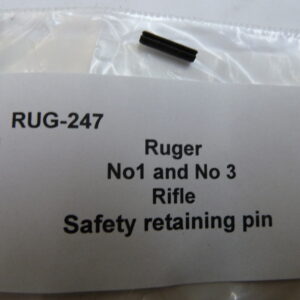 RUG-247
Ruger
No1 and No 3
Rifle
Safety retaining pin